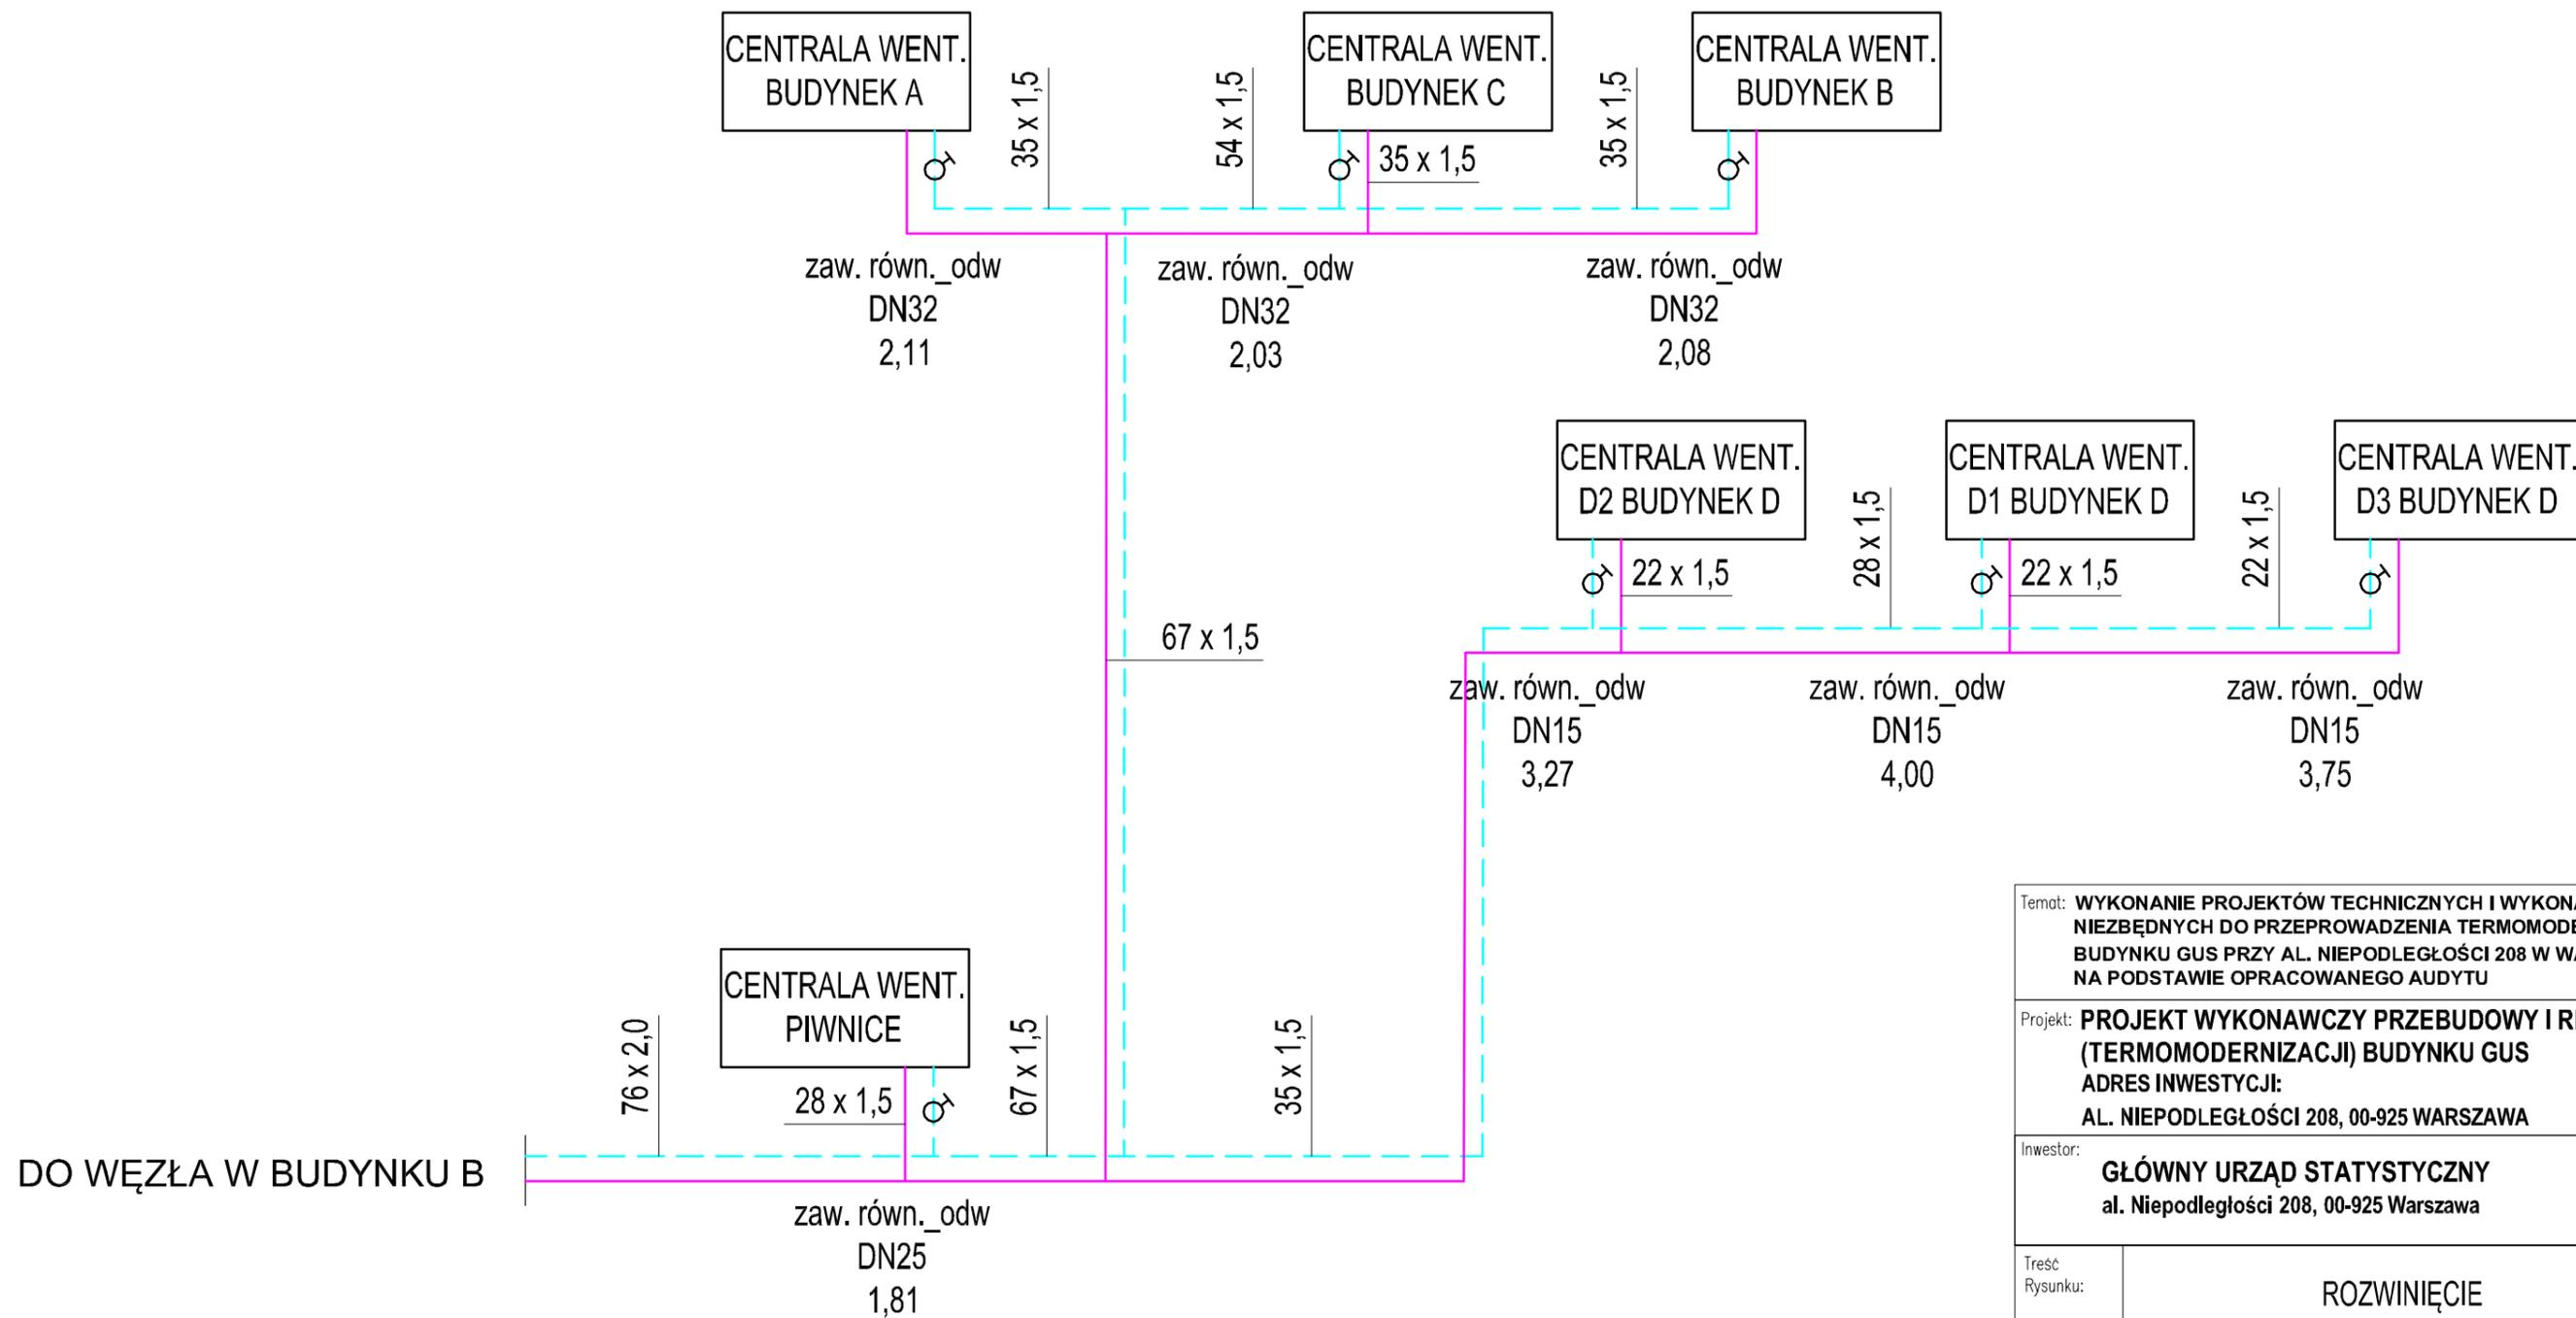 CENTRALA WENT.
BUDYNEK A
35 x 1,5
54 x 1,5
CENTRALA WENT.
BUDYNEK C
35 x 1,5
35 x 1,5
CENTRALA WENT.
BUDYNEK B
zaw. równ._odw
DN32
2,11
zaw. równ._odw
DN32
2,03
zaw. równ._odw
DN32
2,08
CENTRALA WENT.
D2 BUDYNEK D
22 x 1,5
28 x 1,5
CENTRALA WENT.
D1 BUDYNEK D
22 x 1,5
22 x 1,5
CENTRALA WENT.
D3 BUDYNEK D
67 x 1,5
zaw. równ._odw
DN15
3,27
zaw. równ._odw
DN15
4,00
zaw. równ._odw
DN15
3,75
76 x 2,0
CENTRALA WENT.
PIWNICE
28 x 1,5
67 x 1,5
35 x 1,5
DO WĘZŁA W BUDYNKU B
zaw. równ._odw
DN25
1,81
Temat: WYKONANIE PROJEKTÓW TECHNICZNYCH I
NIEZBĘDNYCH DO PRZEPROWADZENIA
BUDYNKU GUS PRZY AL. NIEPODLEGŁOŚCI 208 W
NA PODSTAWIE OPRACOWANEGO AUDYTU
Projekt: PROJEKT WYKONAWCZY PRZEBUDOWY I
(TERMOMODERNIZACJI) BUDYNKU GUS
ADRES INWESTYCJI:
AL. NIEPODLEGŁOŚCI 208, 00-925 WARSZAWA
Inwestor:
GŁÓWNY URZĄD STATYSTYCZNY
al. Niepodległości 208, 00-925 Warszawa
Treść
Rysunku:
ROZWINIĘCIE